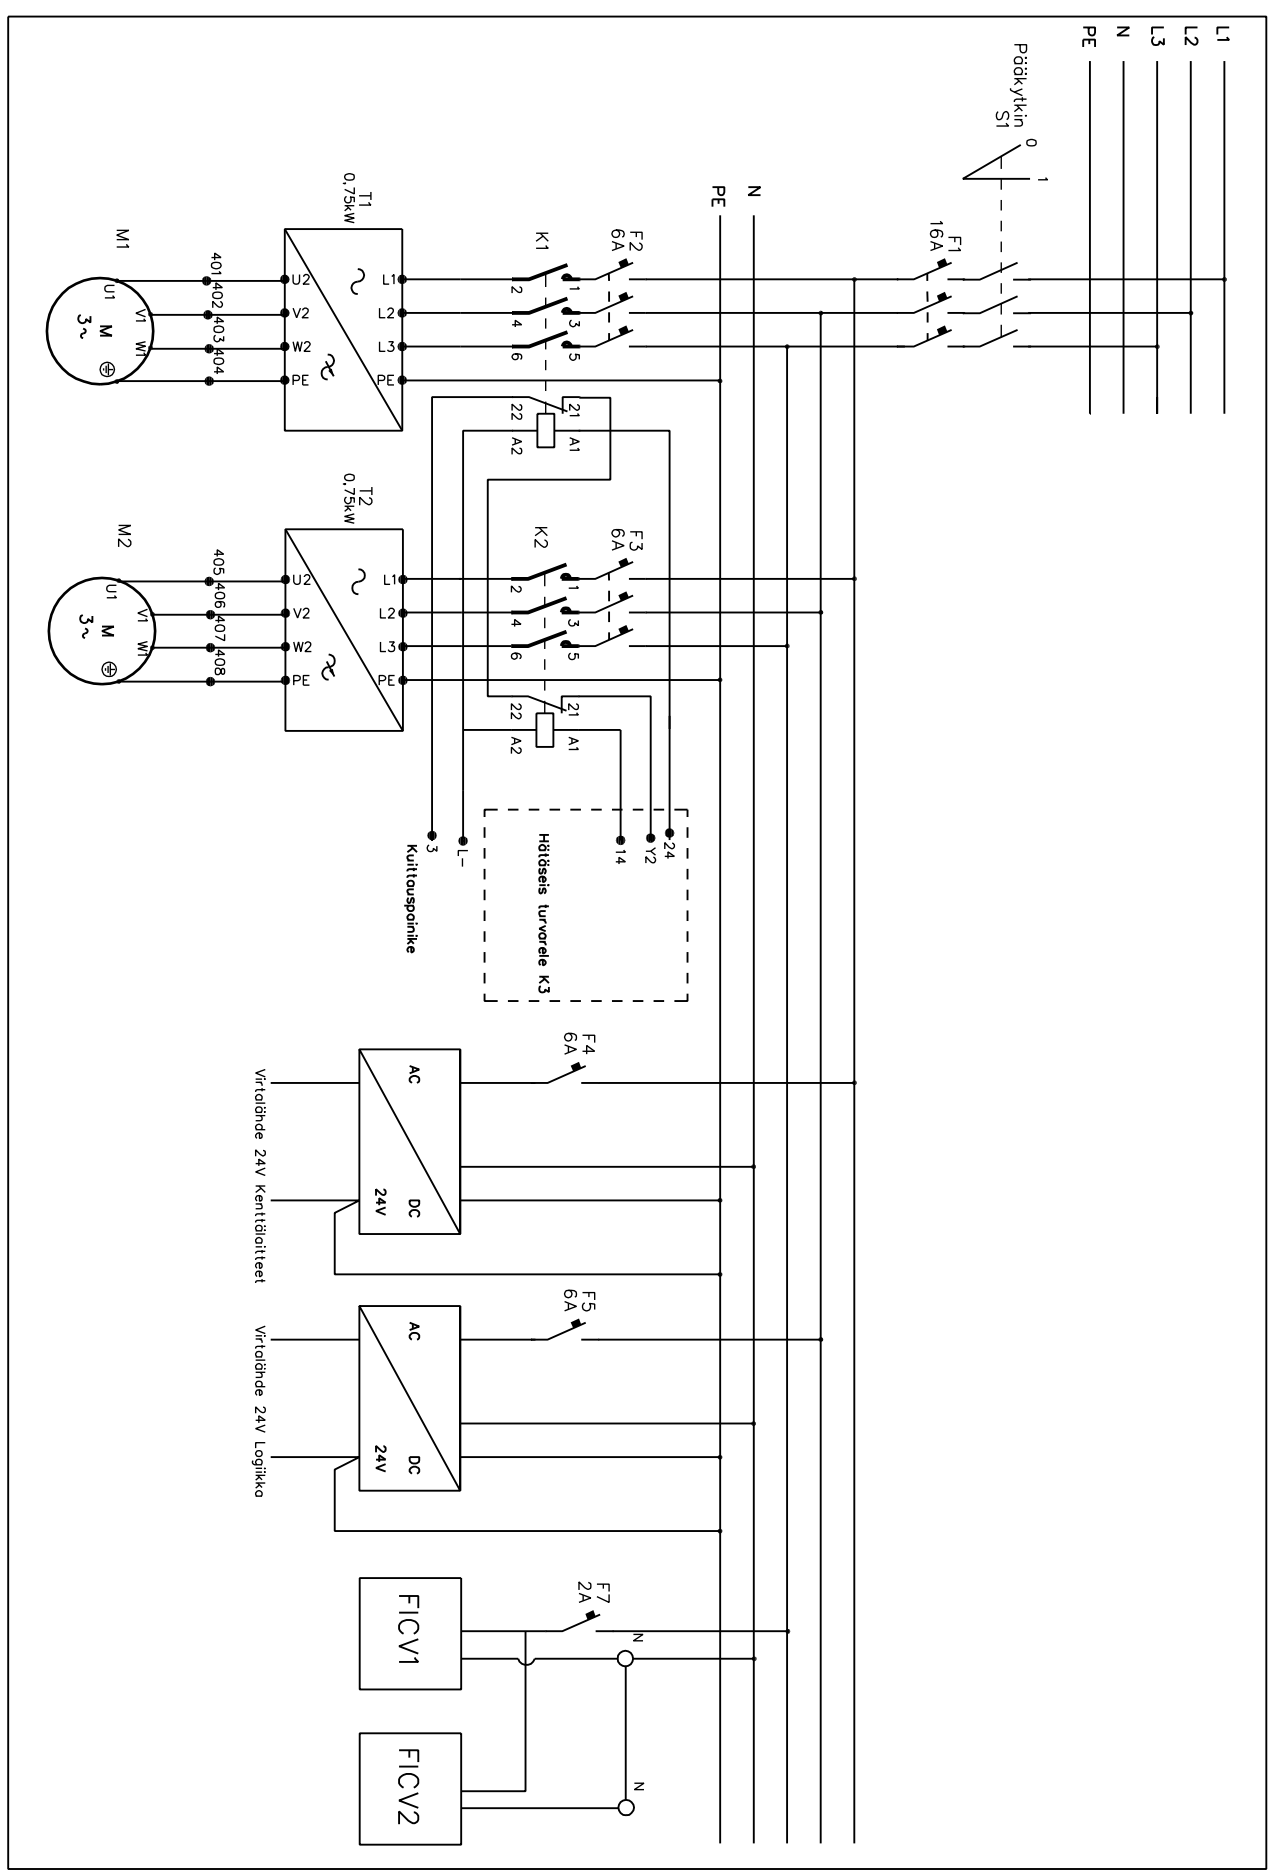 L1
L2
L3
N
PE
Pääkytkin
S1
0
1
F1
16A
N
PE
F2
6A
K1
1
2
3
4
5
6
21
22
A1
A2
T1
0,75kW
L1
L2
L3
PE
U2
V2
W2
PE
401
402
403
404
M1
U1
V1
W1
M
3~
F3
6A
K2
1
2
3
4
5
6
21
22
A1
A2
T2
0,75kW
L1
L2
L3
PE
U2
V2
W2
PE
405
406
407
408
M2
U1
V1
W1
M
3~
24
Y2
14
Hätäseis turvarele K3
L-
3
Kuittauspainike
F4
6A
AC
DC
24V
Virtalähde 24V Kenttälaitteet
F5
6A
AC
DC
24V
Virtalähde 24V Logiikka
F7
2A
N
N
FICV1
FICV2